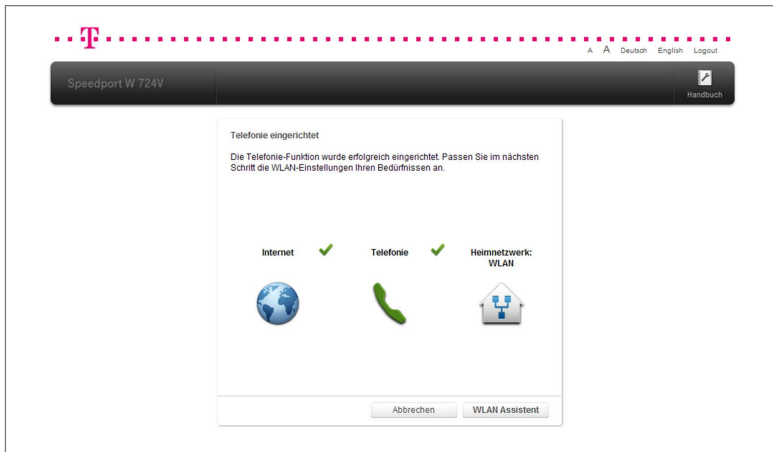 T
A A Deutsch English Logout
Speedport W 724V
Handbuch
Telefonie eingerichtet
Die Telefonie-Funktion wurde erfolgreich eingerichtet. Passen Sie im nächsten
Schritt die WLAN-Einstellungen Ihren Bedürfnissen an.
Internet Telefonie Heimnetzwerk:
WLAN
Abbrechen WLAN Assistent